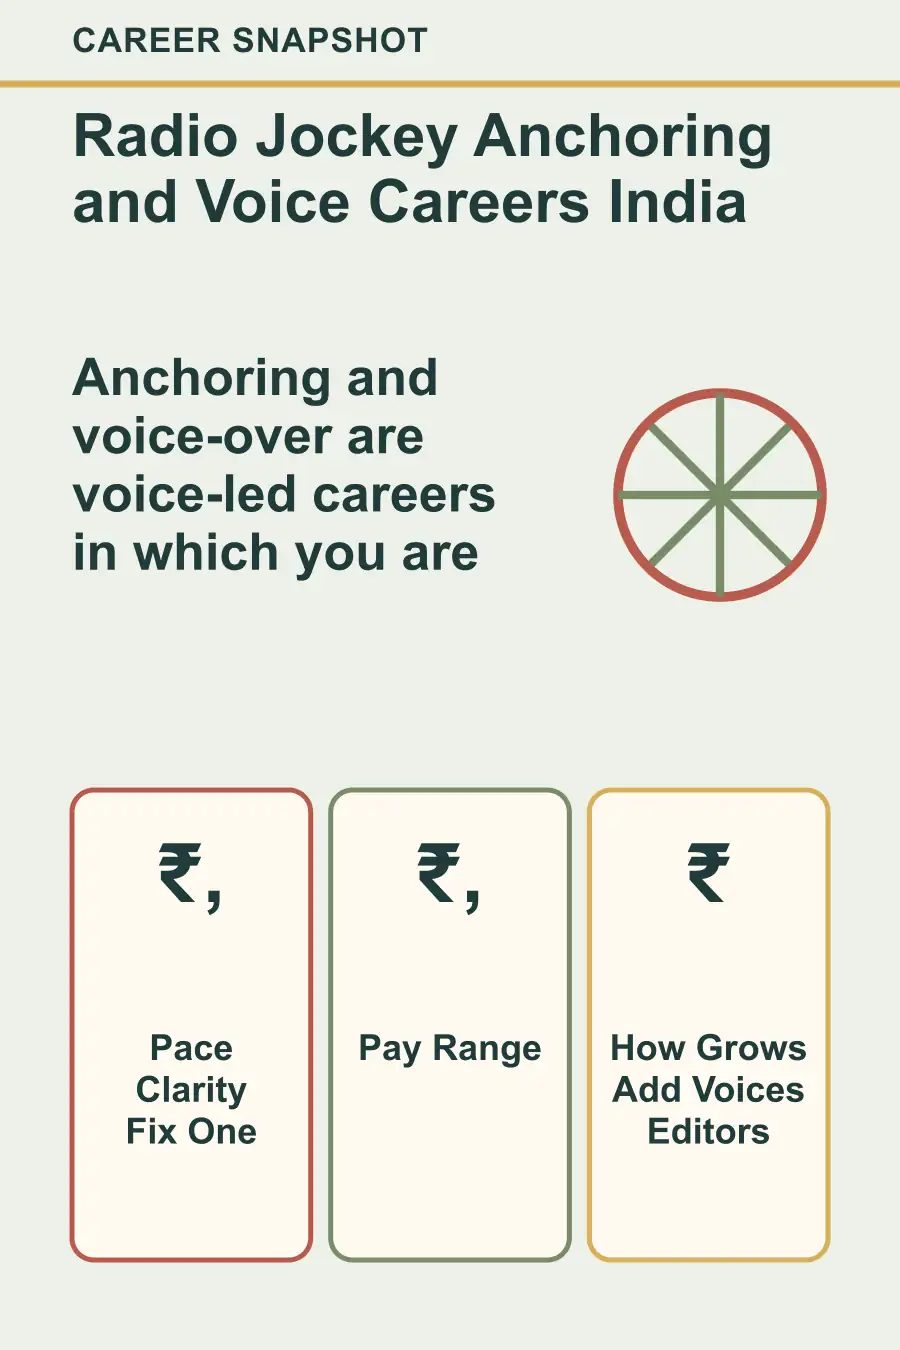 CAREER SNAPSHOT
Radio Jockey Anchoring
and Voice Careers India
Anchoring and
voice-over are
voice-led careers
in which you are
₹,
Pace
Clarity
Fix One
₹,
Pay Range
₹
How Grows
Add Voices
Editors